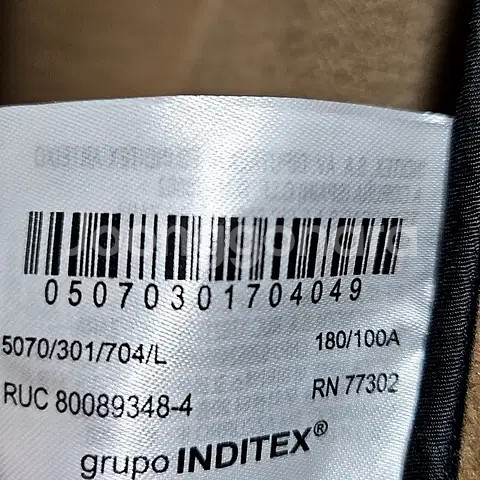 05070301704049
5070/301/704/L
180/100A
RUC 80089348-4
RN 77302
grupo INDITEX®